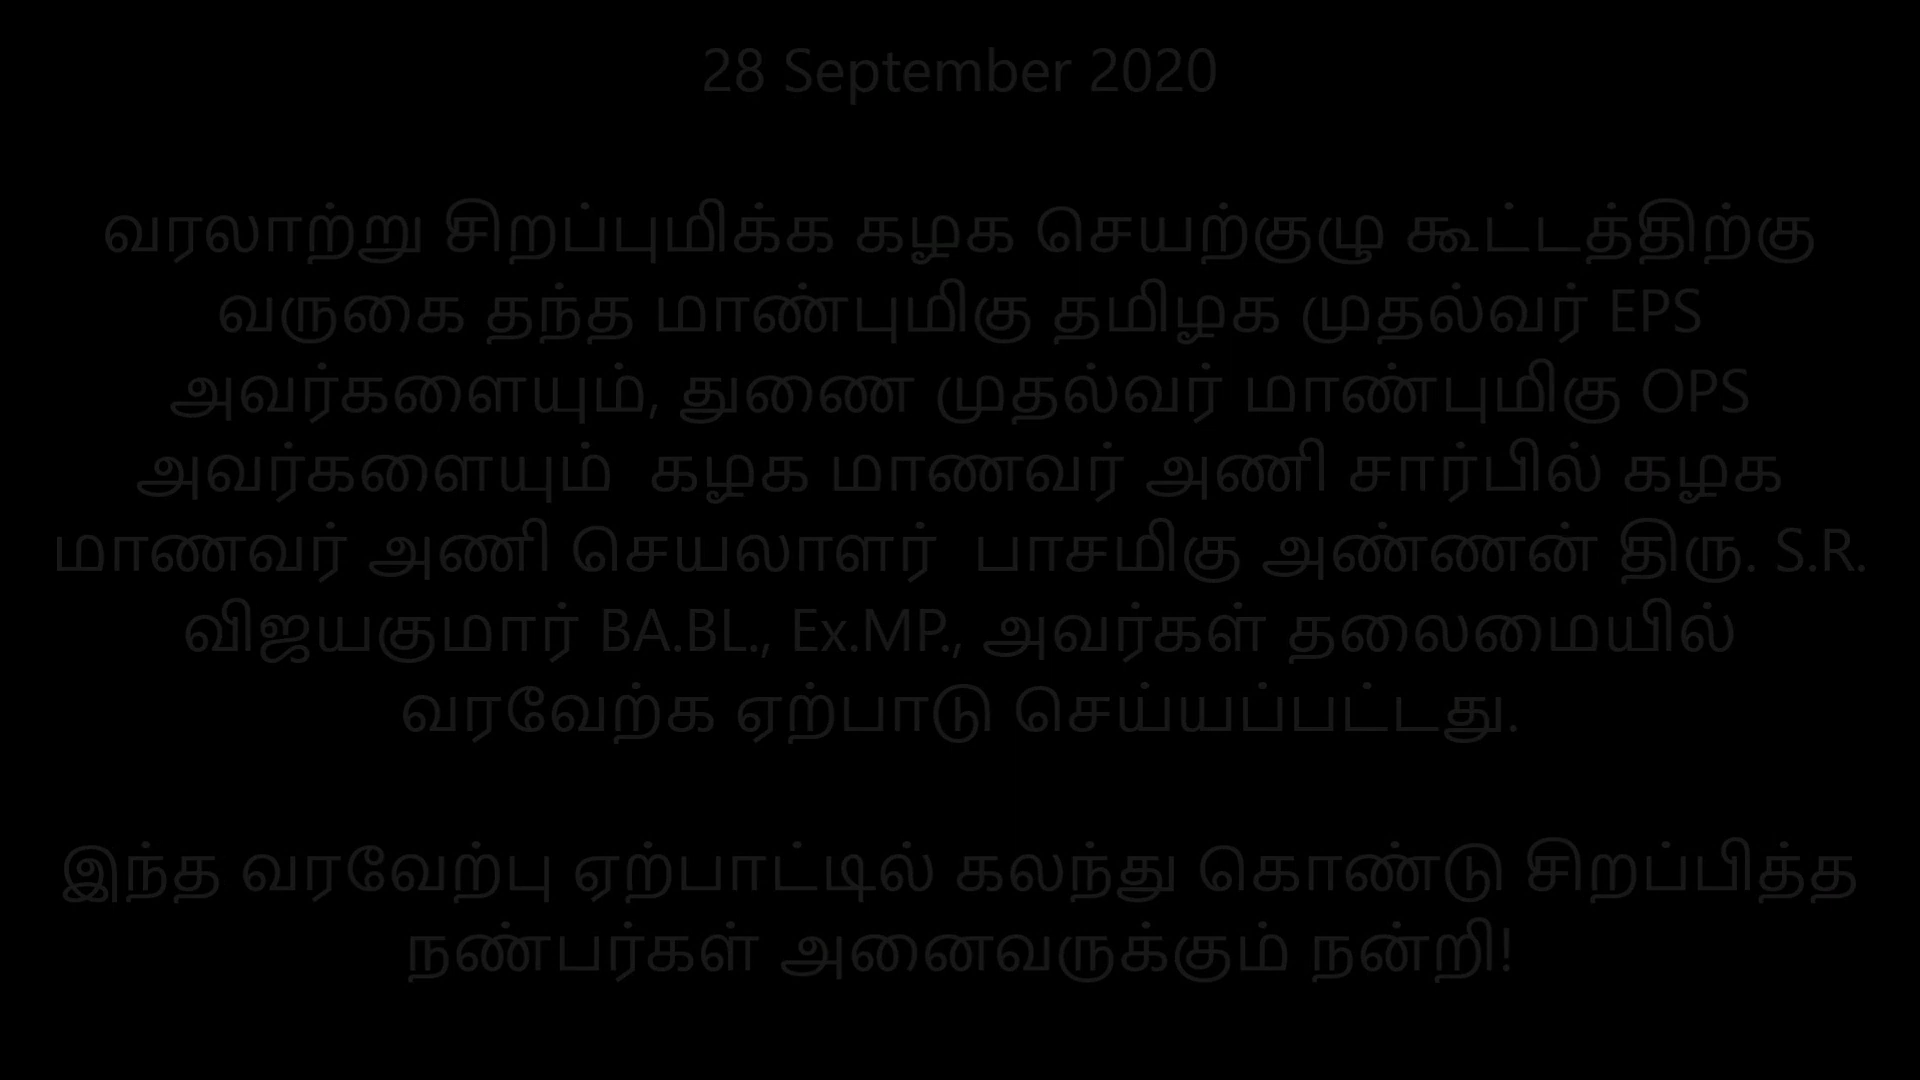 28 September 2020
வரலாற்று சிறப்புமிக்க கழக செயற்குழு கூட்டத்திற்கு
வருகை தந்த மாண்புமிகு தமிழக முதல்வர் EPS
அவர்களையும், துணை முதல்வர் மாண்புமிகு OPS
அவர்களையும்  கழக மாணவர் அணி சார்பில் கழக
மாணவர் அணி செயலாளர்  பாசமிகு அண்ணன் திரு. S.R.
விஜயகுமார் BA.BL., Ex.MP., அவர்கள் தலைமையில்
வரவேற்க ஏற்பாடு செய்யப்பட்டது.
இந்த வரவேற்பு ஏற்பாட்டில் கலந்து கொண்டு சிறப்பித்த
நண்பர்கள் அனைவருக்கும் நன்றி!